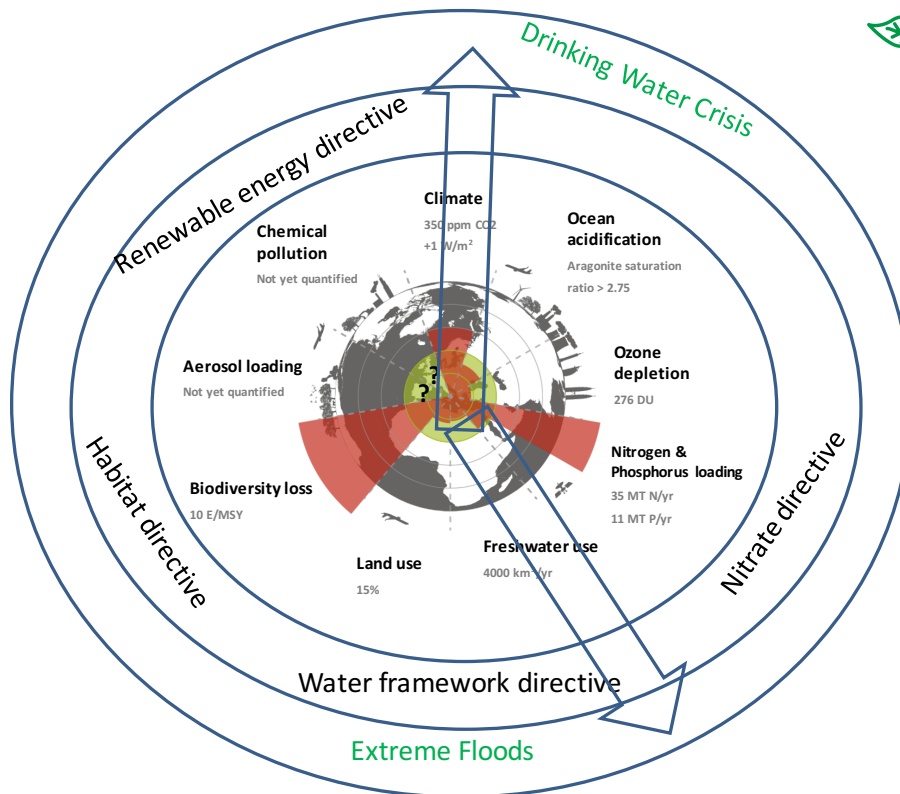 Drinking Water Crisis
Renewable energy directive
Climate
350 ppm CO2
+1 W/m²
Ocean
acidification
Aragonite saturation
ratio > 2.75
Chemical
pollution
Not yet quantified
Ozone
depletion
276 DU
Aerosol loading
Not yet quantified
?
?
Nitrogen &
Phosphorus loading
35 MT N/yr
11 MT P/yr
Biodiversity loss
10 E/MSY
Habitat directive
Nitrate directive
Freshwater use
4000 km³/yr
Land use
15%
Water framework directive
Extreme Floods